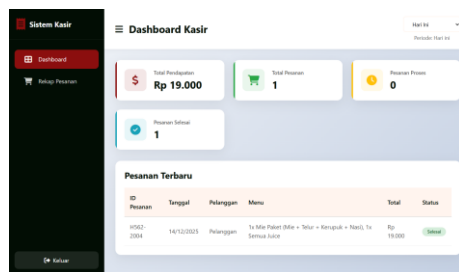 Sistem Kasir
Dashboard
Rekap Pesanan
Keluar
Dashboard Kasir
Hari Ini
Periode: Hari ini
Total Pendapatan
Rp 19.000
Total Pesanan
1
Pesanan Proses
0
Pesanan Selesai
1
Pesanan Terbaru
ID Pesanan Tanggal Pelanggan Menu Total Status
H562-2004 14/12/2025 Pelanggan 1x Mie Paket (Mie + Telur + Kerupuk + Nasi), 1x Semua Juice Rp 19.000 Selesai